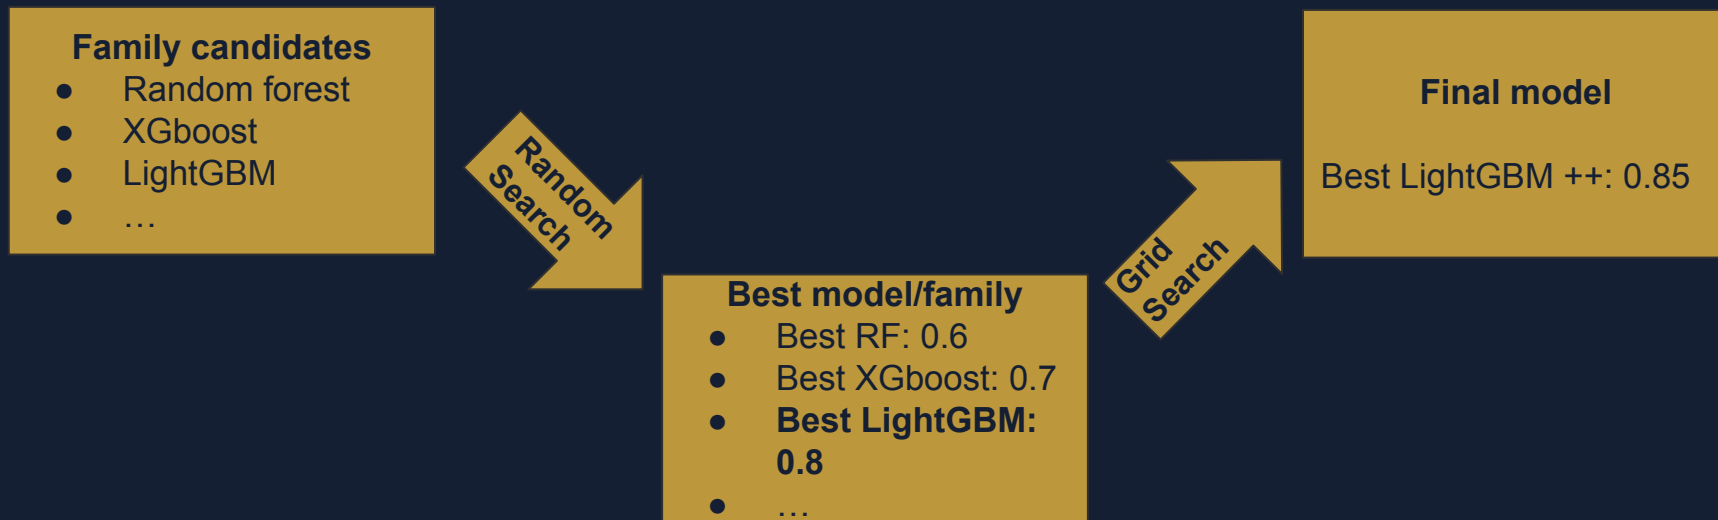 Family candidates
● Random forest
● XGboost
● LightGBM
● …
Random
Search
Best model/family
● Best RF: 0.6
● Best XGboost: 0.7
● Best LightGBM:
0.8
● …
Grid
Search
Final model
Best LightGBM ++: 0.85